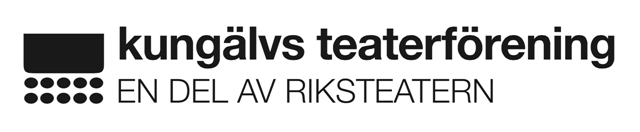 kungälvs teaterförening
EN DEL AV RIKSTEATERN